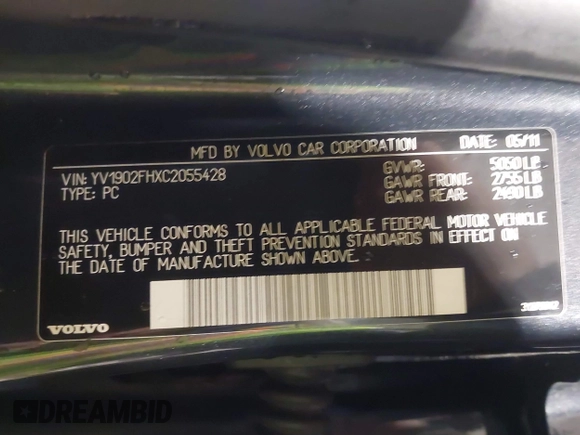 MFD BY VOLVO CAR CORPORATION DATE: 05/11
VIN: YV1902FHXC2055428 GVWR: 5050 LB
TYPE: PC GAWR FRONT: 2755 LB
GAWR REAR: 2490 LB
THIS VEHICLE CONFORMS TO ALL APPLICABLE FEDERAL MOTOR VEHICLE
SAFETY, BUMPER AND THEFT PREVENTION STANDARDS IN EFFECT ON
THE DATE OF MANUFACTURE SHOWN ABOVE.
VOLVO
DREAMBID